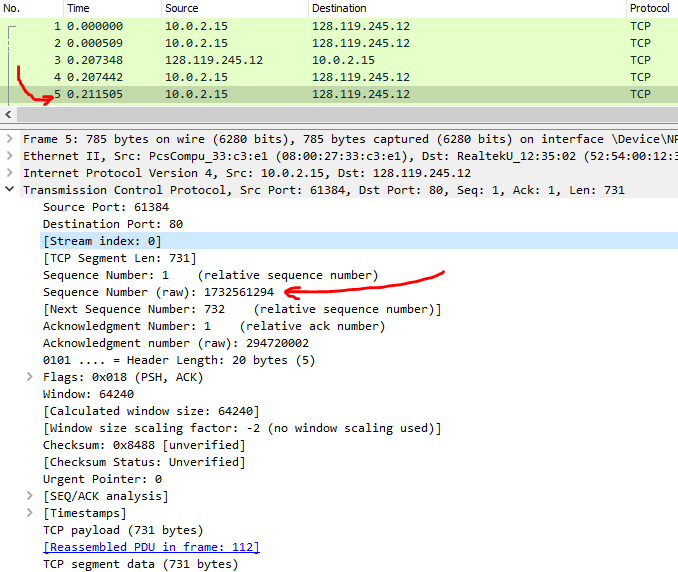 No. Time Source Destination Protocol
1 0.000000 10.0.2.15 128.119.245.12 TCP
2 0.000509 10.0.2.15 128.119.245.12 TCP
3 0.207348 128.119.245.12 10.0.2.15 TCP
4 0.207442 10.0.2.15 128.119.245.12 TCP
5 0.211505 10.0.2.15 128.119.245.12 TCP
Frame 5: 785 bytes on wire (6280 bits), 785 bytes captured (6280 bits) on interface \Device\NP
Ethernet II, Src: PcsCompu_33:c3:e1 (08:00:27:33:c3:e1), Dst: RealtekU_12:35:02 (52:54:00:12:3
Internet Protocol Version 4, Src: 10.0.2.15, Dst: 128.119.245.12
Transmission Control Protocol, Src Port: 61384, Dst Port: 80, Seq: 1, Ack: 1, Len: 731
Source Port: 61384
Destination Port: 80
[Stream index: 0]
[TCP Segment Len: 731]
Sequence Number: 1 (relative sequence number)
Sequence Number (raw): 1732561294
[Next Sequence Number: 732 (relative sequence number)]
Acknowledgment Number: 1 (relative ack number)
Acknowledgment number (raw): 294720002
0101 .... = Header Length: 20 bytes (5)
Flags: 0x018 (PSH, ACK)
Window: 64240
[Calculated window size: 64240]
[Window size scaling factor: -2 (no window scaling used)]
Checksum: 0x8488 [unverified]
[Checksum Status: Unverified]
Urgent Pointer: 0
[SEQ/ACK analysis]
[Timestamps]
TCP payload (731 bytes)
[Reassembled PDU in frame: 112]
TCP segment data (731 bytes)